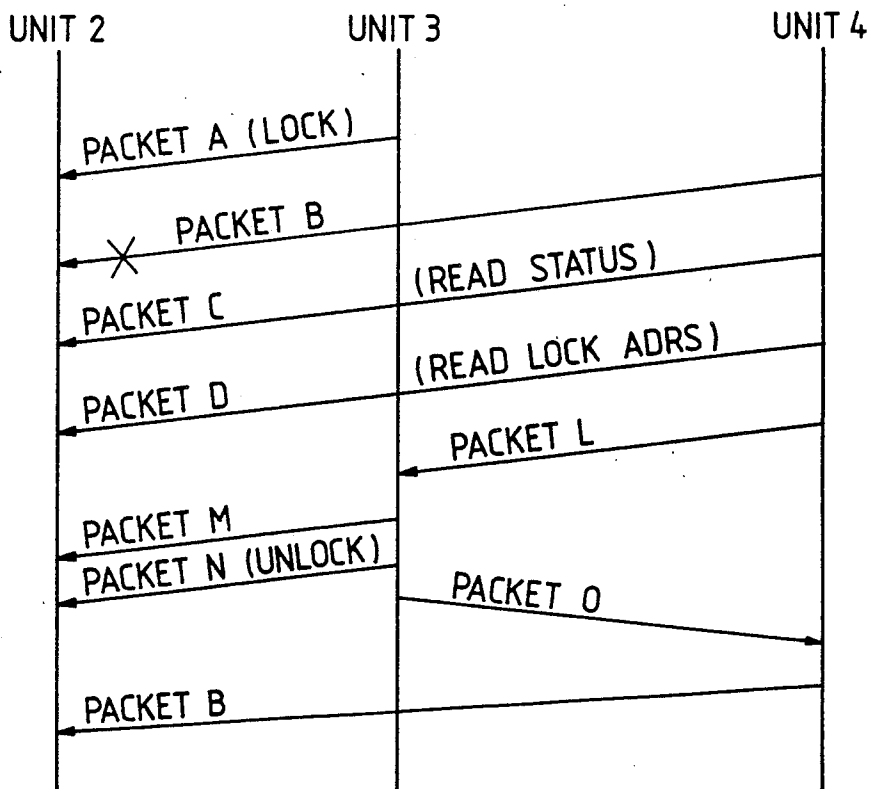 UNIT 2 UNIT 3 UNIT 4
PACKET A (LOCK)
PACKET B
(READ STATUS)
PACKET C
(READ LOCK ADRS)
PACKET D
PACKET L
PACKET M
PACKET N (UNLOCK)
PACKET O
PACKET B